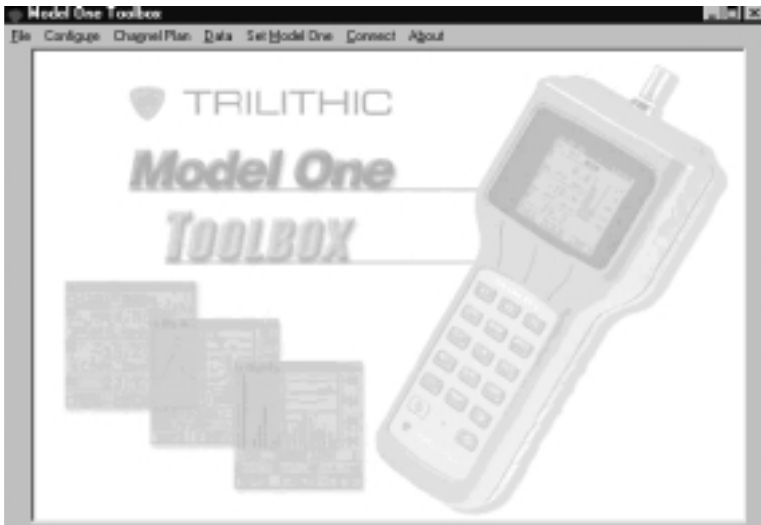 Model One Toolbox
File Configure Channel Plan Data Set Model One Connect About
TRILITHIC
Model One
TOOLBOX